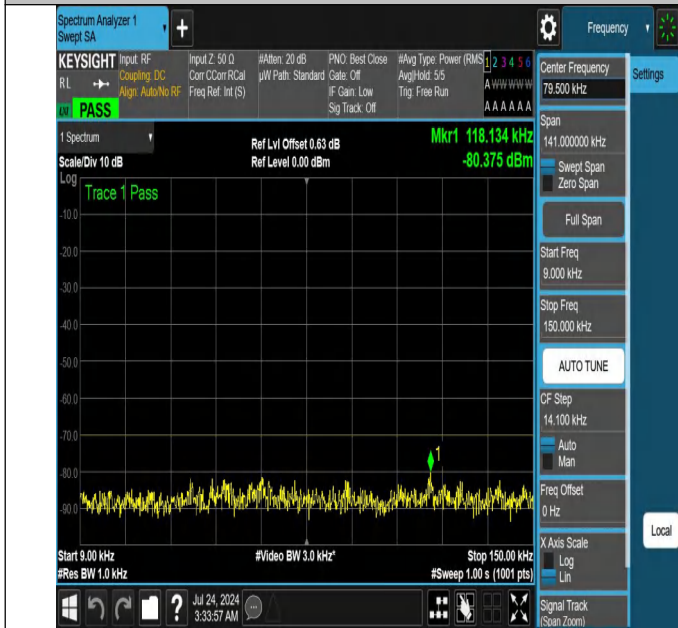 Spectrum Analyzer 1
Swept SA
Frequency
KEYSIGHT
RL
PASS
Input: RF
Coupling: DC
Align: Auto/No RF
Input Z: 50 Ω
Corr CCorr RCal
Freq Ref: Int (S)
#Atten: 20 dB
µW Path: Standard
PNO: Best Close
Gate: Off
IF Gain: Low
Sig Track: Off
#Avg Type: Power (RMS
Avg|Hold: 5/5
Trig: Free Run
1 2 3 4 5 6
A W W W W W
A A A A A A
1 Spectrum
Scale/Div 10 dB
Log
Ref Lvl Offset 0.63 dB
Ref Level 0.00 dBm
Mkr1 118.134 kHz
-80.375 dBm
Trace 1 Pass
-10.0
-20.0
-30.0
-40.0
-50.0
-60.0
-70.0
-80.0
-90.0
1
Start 9.00 kHz
#Res BW 1.0 kHz
#Video BW 3.0 kHz*
Stop 150.00 kHz
#Sweep 1.00 s (1001 pts)
Jul 24, 2024
3:33:57 AM
Center Frequency
79.500 kHz
Settings
Span
141.000000 kHz
Swept Span
Zero Span
Full Span
Start Freq
9.000 kHz
Stop Freq
150.000 kHz
AUTO TUNE
CF Step
14.100 kHz
Auto
Man
Freq Offset
0 Hz
X Axis Scale
Log
Lin
Local
Signal Track
(Span Zoom)